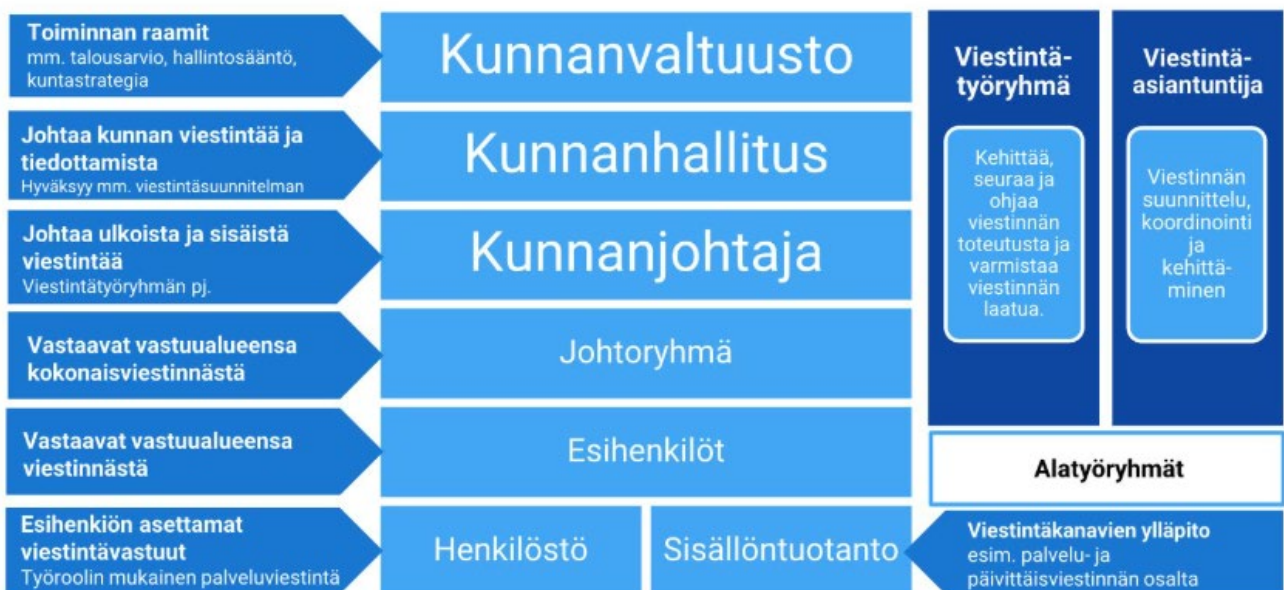 Toiminnan raamit
mm. talousarvio, hallintosääntö,
kuntastrategia
Kunnanvaltuusto
Johtaa kunnan viestintää ja
tiedottamista
Hyväksyy mm. viestintäsuunnitelman
Kunnanhallitus
Johtaa ulkoista ja sisäistä
viestintää
Viestintätyöryhmän pj.
Kunnanjohtaja
Vastaavat vastuualueensa
kokonaisviestinnästä
Johtoryhmä
Vastaavat vastuualueensa
viestinnästä
Esihenkilöt
Esihenkiön asettamat
viestintävastuut
Työroolin mukainen palveluviestintä
Henkilöstö
Sisällöntuotanto
Viestintä-
työryhmä
Kehittää,
seuraa ja
ohjaa
viestinnän
toteutusta ja
varmistaa
viestinnän
laatua.
Viestintä-
asiantuntija
Viestinnän
suunnittelu,
koordinointi
ja
kehittä-
minen
Alatyöryhmät
Viestintäkanavien ylläpito
esim. palvelu- ja
päivittäisviestinnän osalta